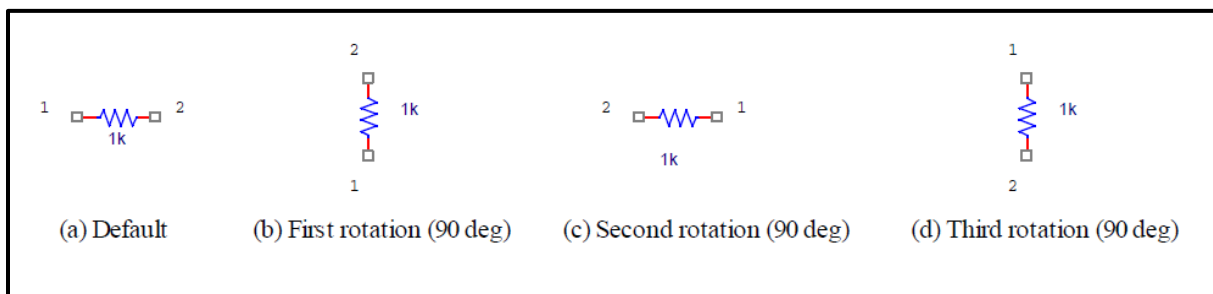 2 1
1 2 1k 2 1 1k
1k 1k
1 2
(a) Default (b) First rotation (90 deg) (c) Second rotation (90 deg) (d) Third rotation (90 deg)